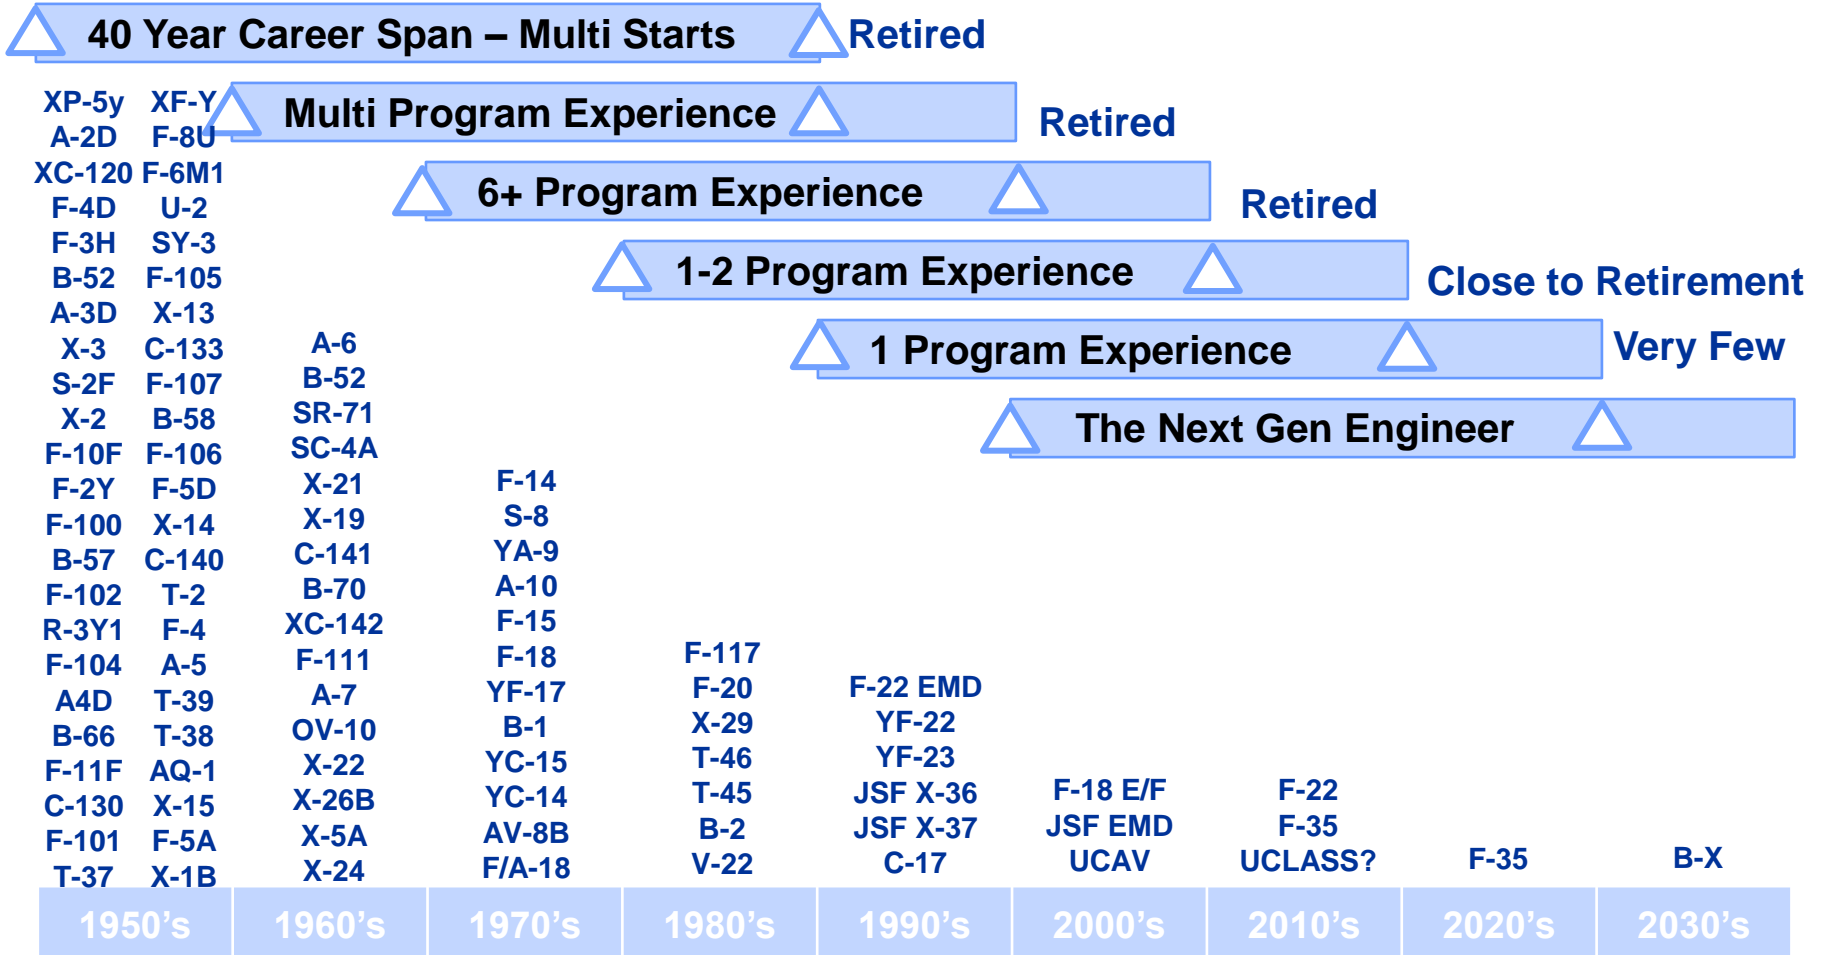 40 Year Career Span – Multi Starts
Retired
Multi Program Experience
Retired
6+ Program Experience
Retired
1-2 Program Experience
Close to Retirement
1 Program Experience
Very Few
The Next Gen Engineer
XP-5y
A-2D
XC-120
F-4D
F-3H
B-52
A-3D
X-3
S-2F
X-2
F-10F
F-2Y
F-100
B-57
F-102
R-3Y1
F-104
A4D
B-66
F-11F
C-130
F-101
T-37
XF-Y
F-8U
F-6M1
U-2
SY-3
F-105
X-13
C-133
F-107
B-58
F-106
F-5D
X-14
C-140
T-2
F-4
A-5
T-39
T-38
AQ-1
X-15
F-5A
X-1B
A-6
B-52
SR-71
SC-4A
X-21
X-19
C-141
B-70
XC-142
F-111
A-7
OV-10
X-22
X-26B
X-5A
X-24
F-14
S-8
YA-9
A-10
F-15
F-18
YF-17
B-1
YC-15
YC-14
AV-8B
F/A-18
F-117
F-20
X-29
T-46
T-45
B-2
V-22
F-22 EMD
YF-22
YF-23
JSF X-36
JSF X-37
C-17
F-18 E/F
JSF EMD
UCAV
F-22
F-35
UCLASS?
F-35
B-X
1950’s
1960’s
1970’s
1980’s
1990’s
2000’s
2010’s
2020’s
2030’s